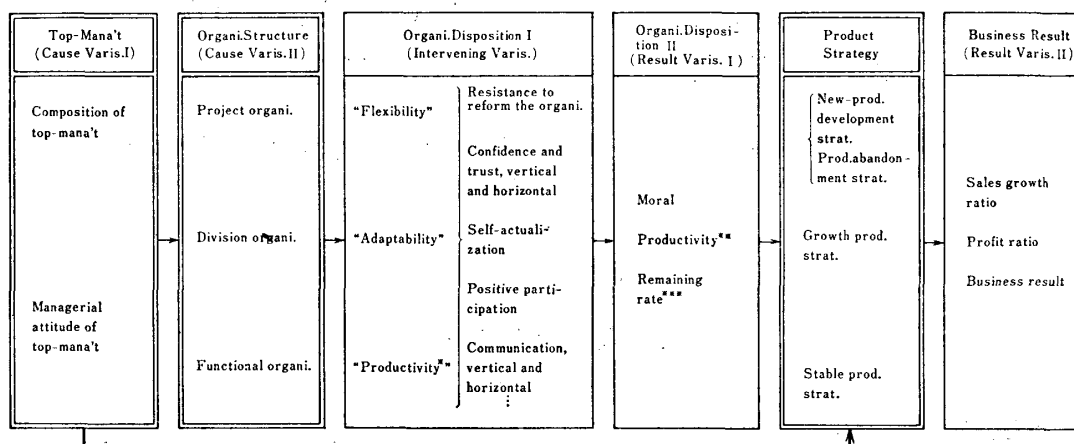 Top-Mana't
(Cause Varis.I)
Composition of
top-mana't
Managerial
attitude of
top-mana't
Organi.Structure
(Cause Varis.II)
Project organi.
Division organi.
Functional organi.
Organi.Disposition I
(Intervening Varis.)
"Flexibility"
"Adaptability"
"Productivity*"
Resistance to
reform the organi.
Confidence and
trust, vertical
and horizontal
Self-actuali-
zation
Positive parti-
cipation
Communication,
vertical and
horizontal
⋮
Organi.Disposi-
tion II
(Result Varis. I)
Moral
Productivity**
Remaining
rate***
Product
Strategy
New-prod.
development
strat.
Prod.abandon-
ment strat.
Growth prod.
strat.
Stable prod.
strat.
Business Result
(Result Varis.II)
Sales growth
ratio
Profit ratio
Business result